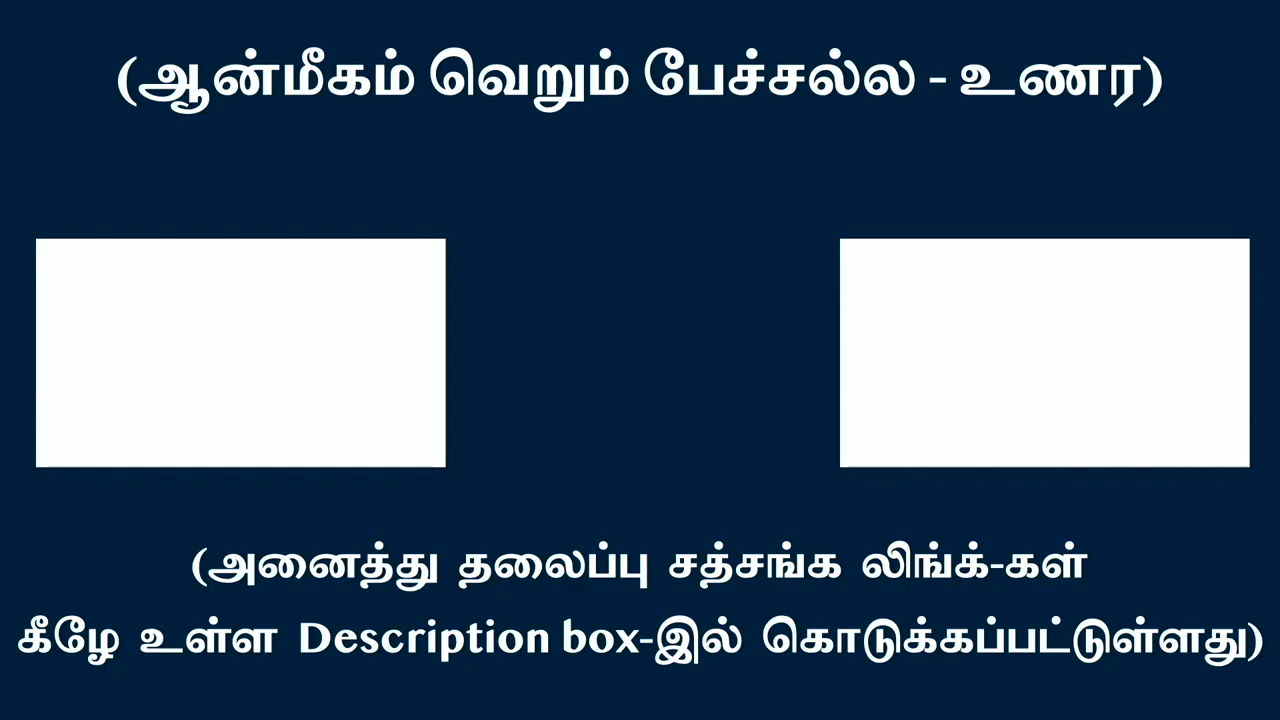 (ஆன்மீகம் வெறும் பேச்சல்ல - உணர)
(அனைத்து தலைப்பு சத்சங்க லிங்க்-கள்
கீழே உள்ள Description box-இல் கொடுக்கப்பட்டுள்ளது)